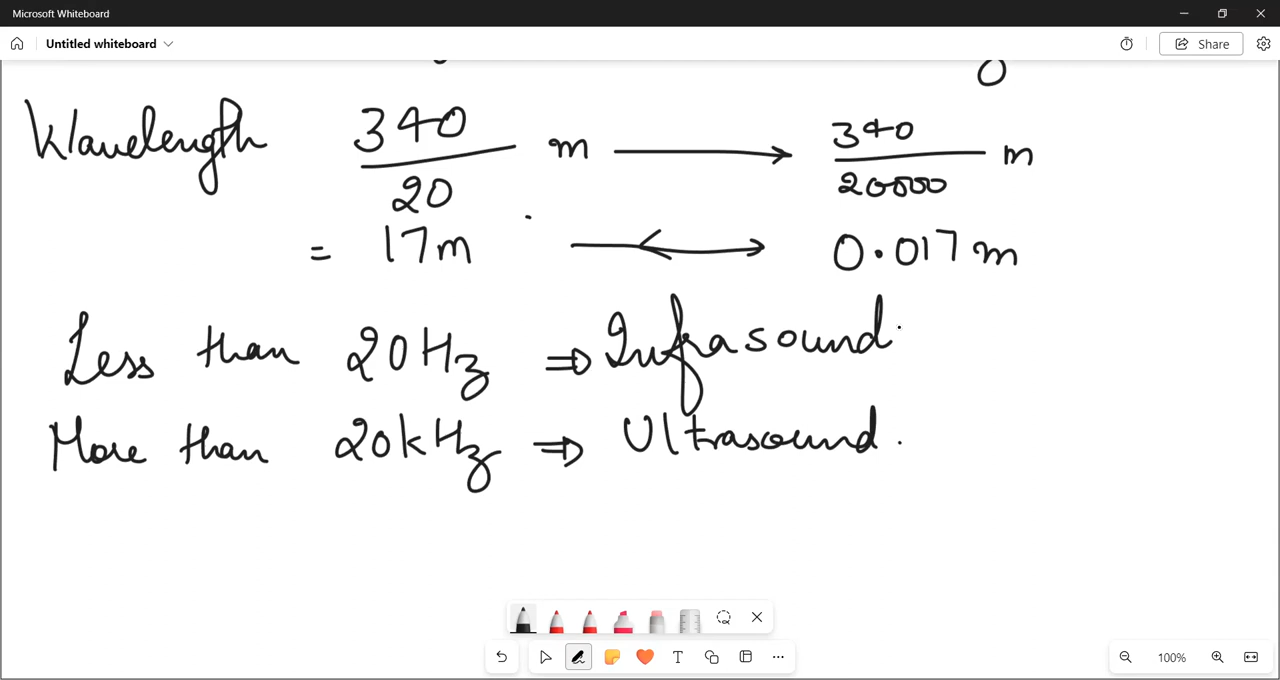 Microsoft Whiteboard
Untitled whiteboard
Share
Wavelength 340/20 m → 340/20000 m
= 17m ↔ 0.017 m
Less than 20Hz ⇒ Infrasound.
More than 20kHz ⇒ Ultrasound.
100%